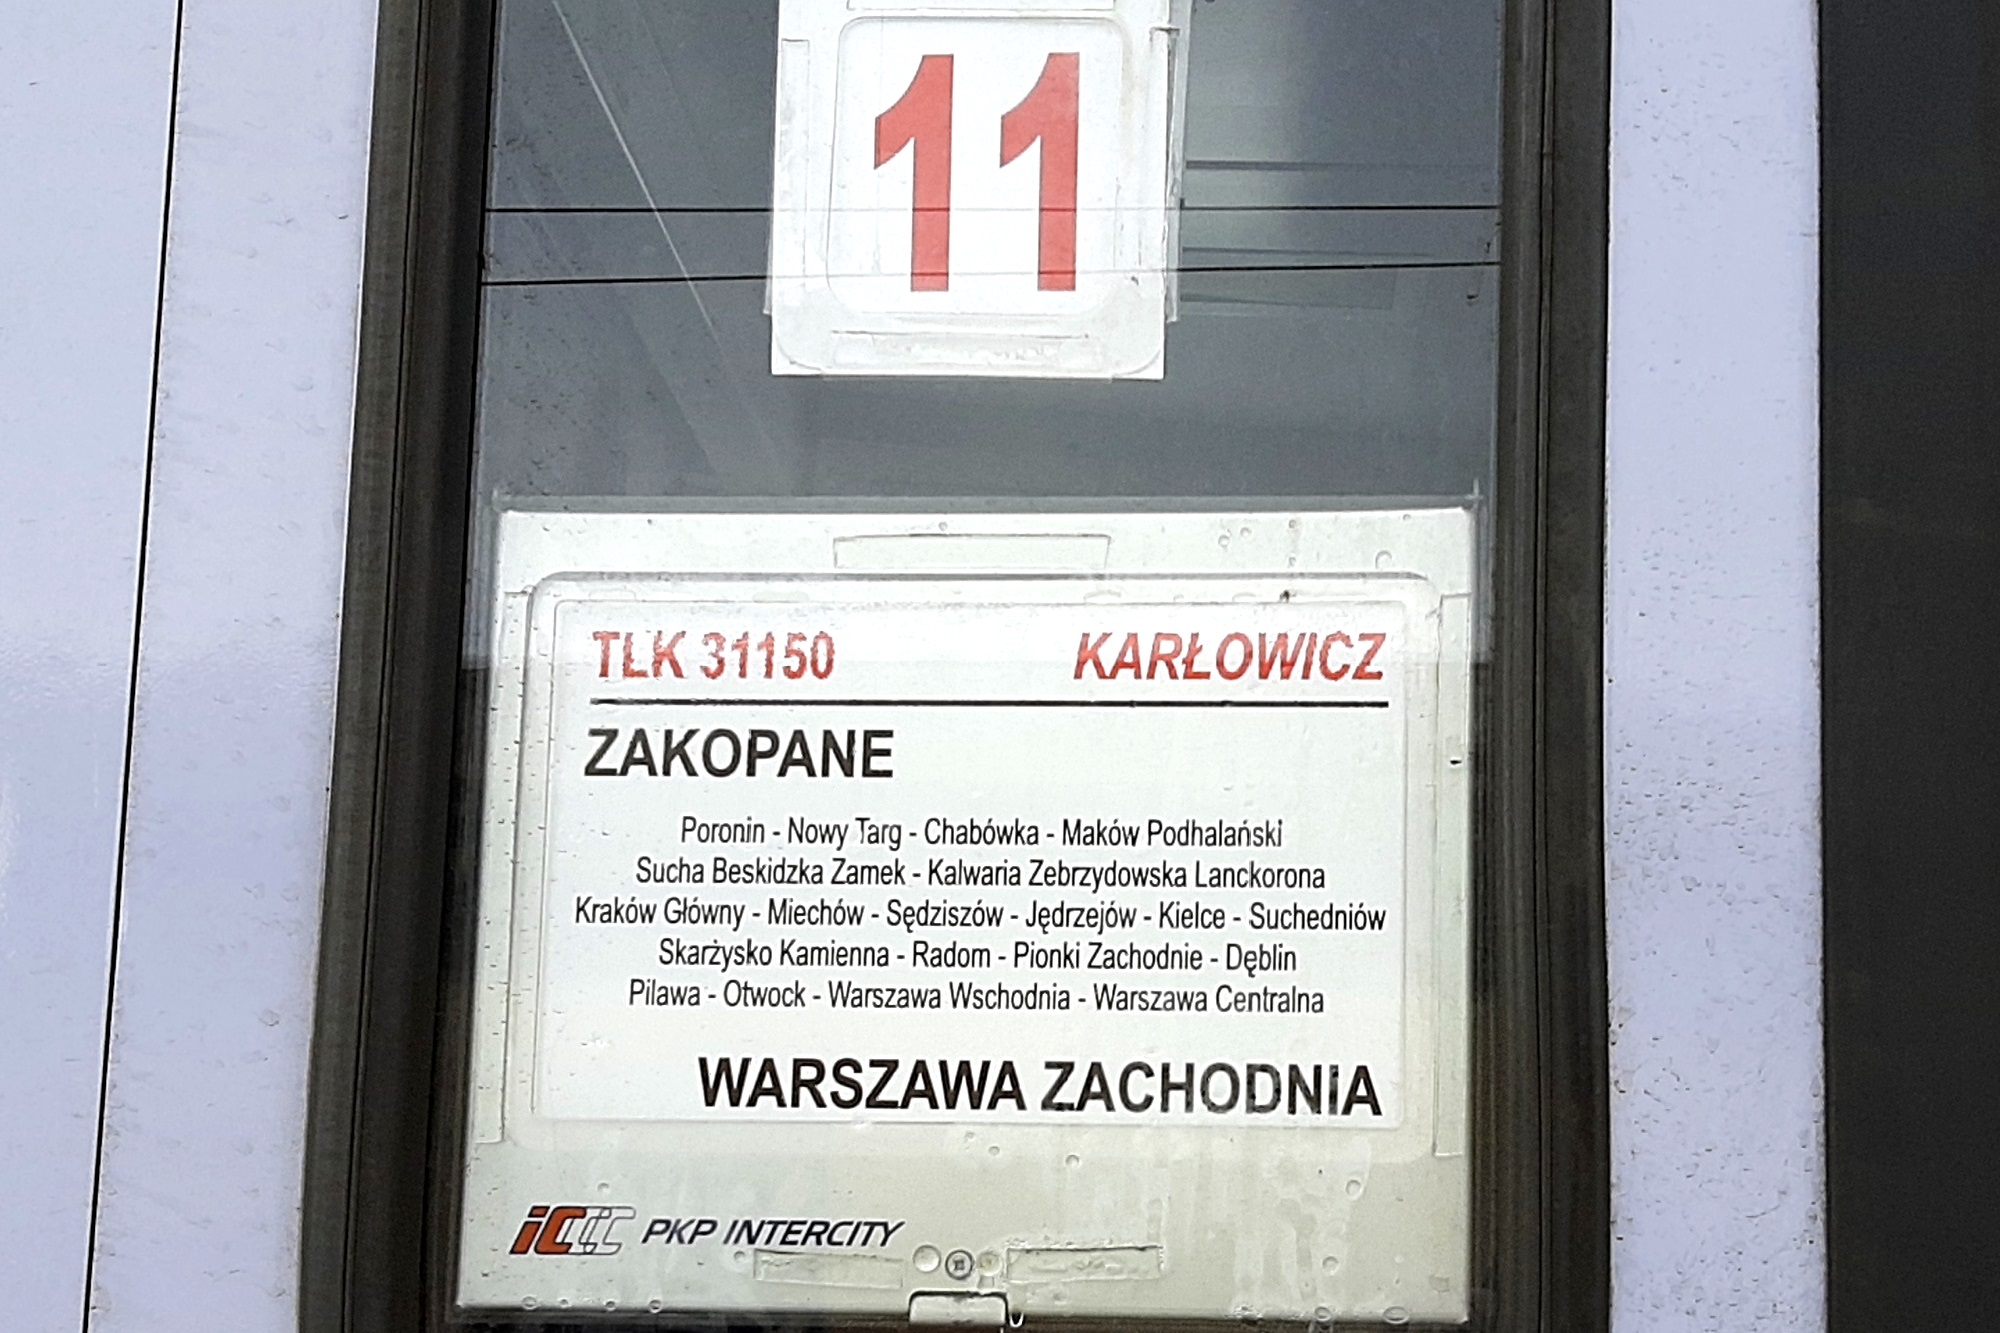 11
TLK 31150 KARŁOWICZ
ZAKOPANE
Poronin - Nowy Targ - Chabówka - Maków Podhalański
Sucha Beskidzka Zamek - Kalwaria Zebrzydowska Lanckorona
Kraków Główny - Miechów - Sędziszów - Jędrzejów - Kielce - Suchedniów
Skarżysko Kamienna - Radom - Pionki Zachodnie - Dęblin
Pilawa - Otwock - Warszawa Wschodnia - Warszawa Centralna
WARSZAWA ZACHODNIA
IC PKP INTERCITY